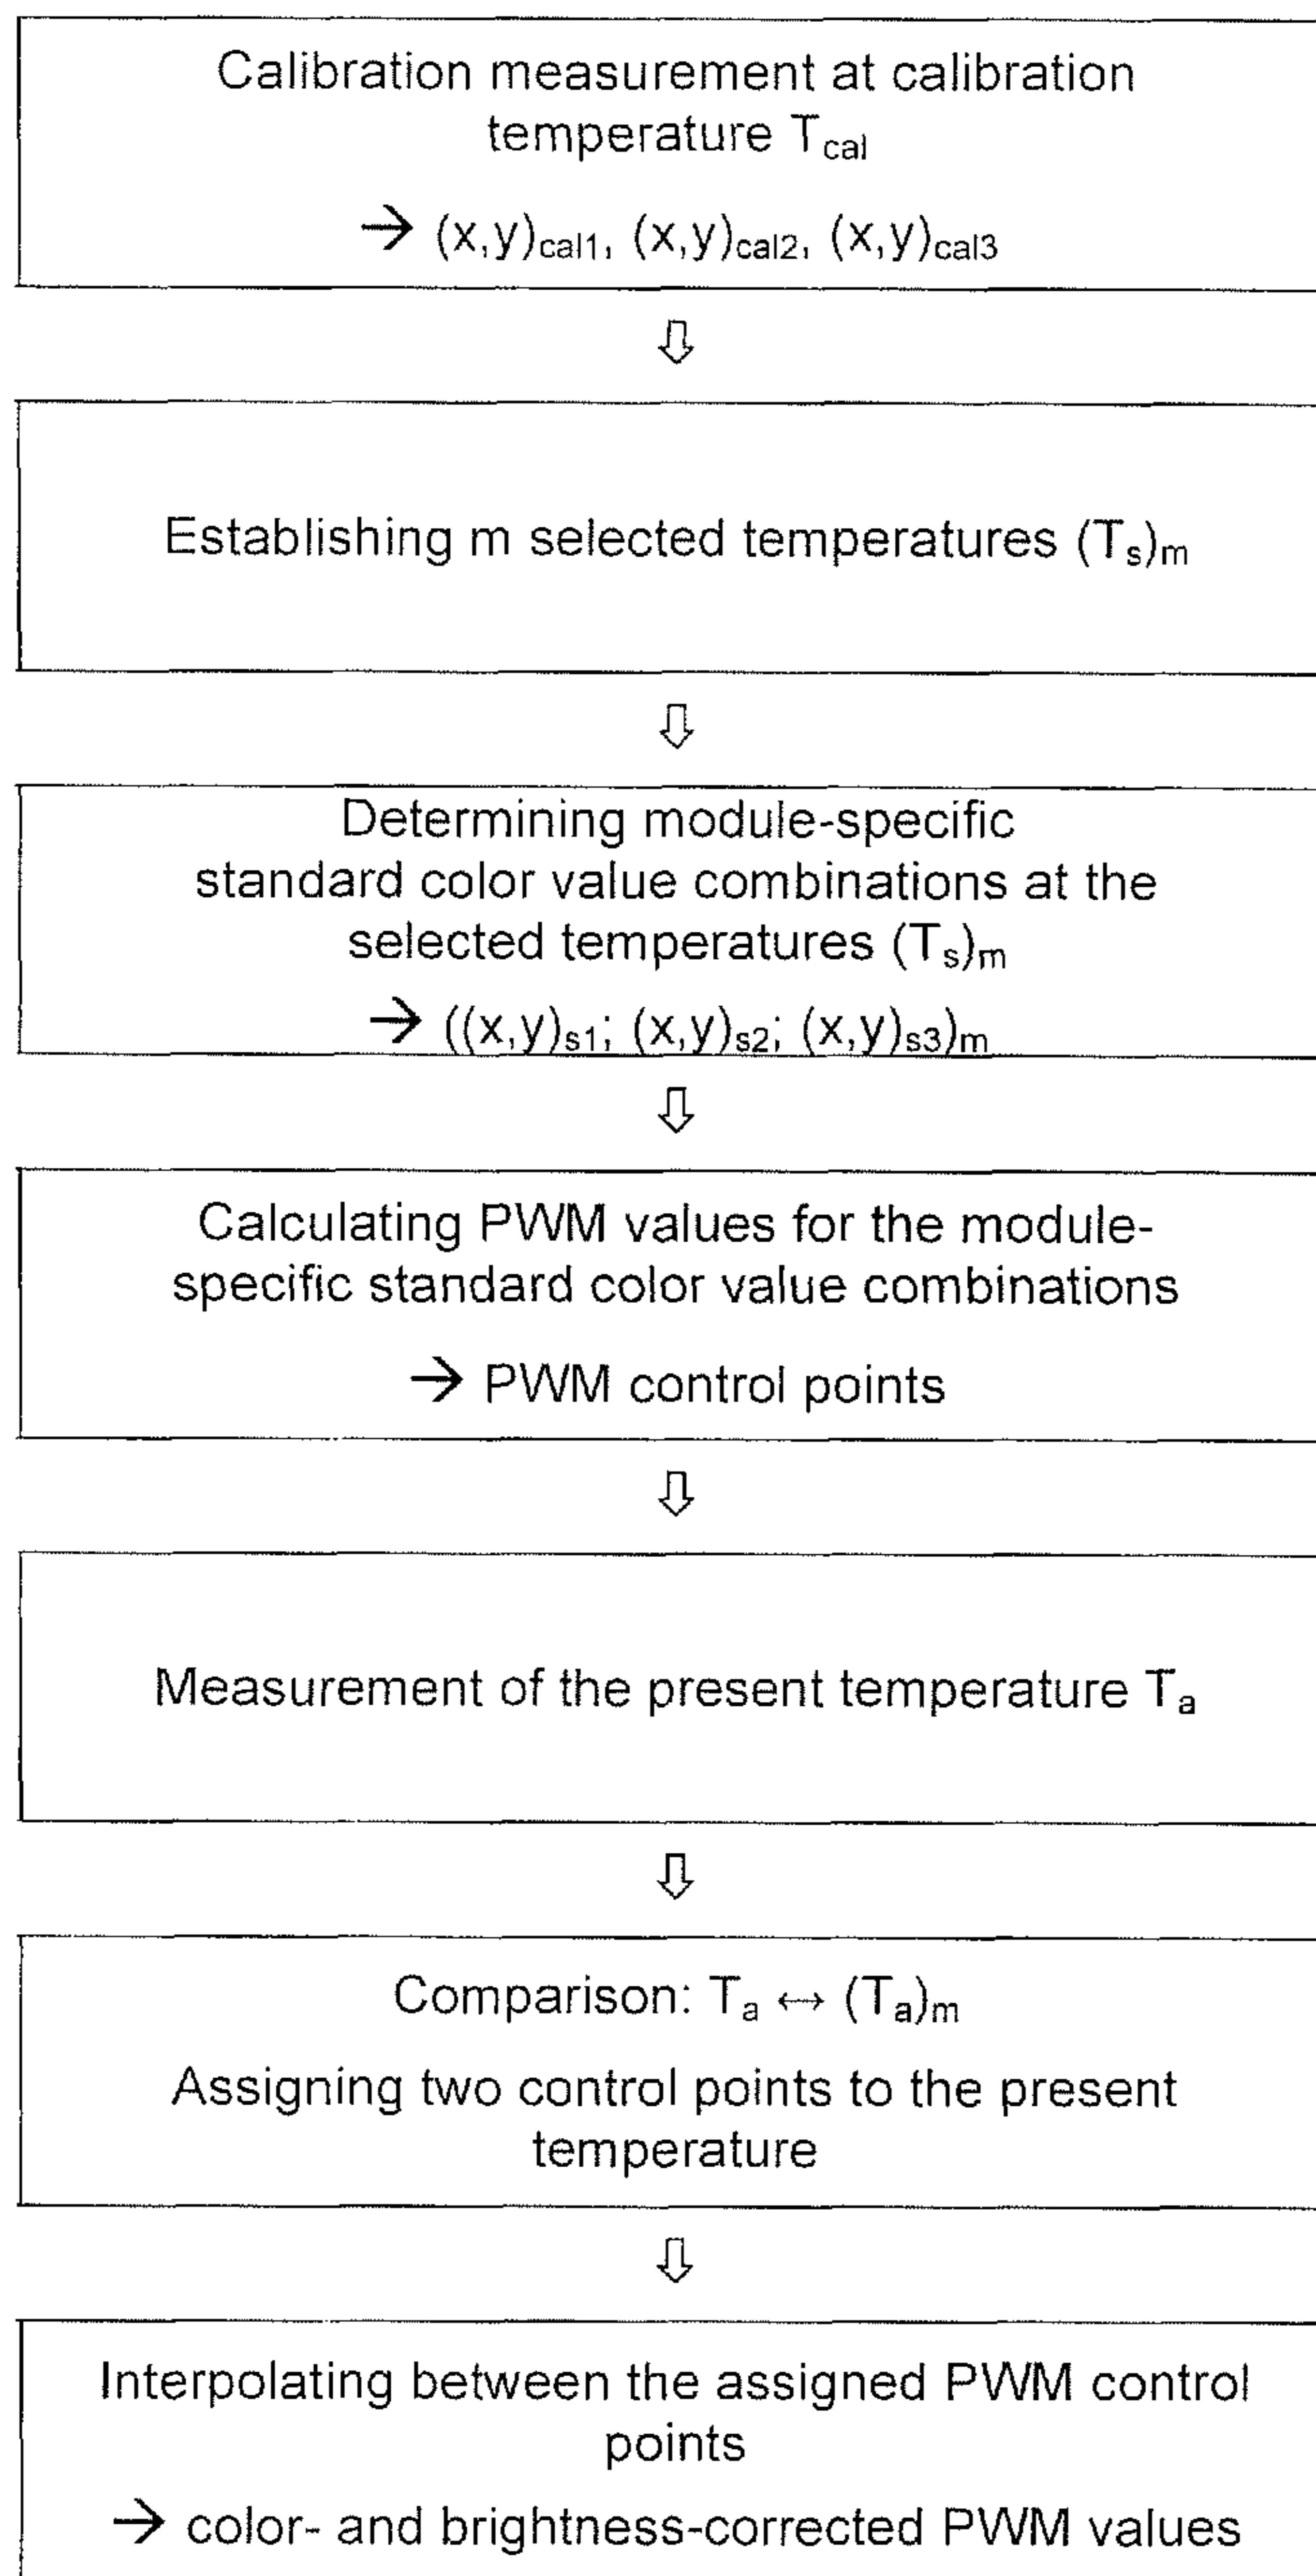 Calibration measurement at calibration
temperature Tcal
→ (x,y)cal1, (x,y)cal2, (x,y)cal3
Establishing m selected temperatures (Ts)m
Determining module-specific
standard color value combinations at the
selected temperatures (Ts)m
→ ((x,y)s1; (x,y)s2; (x,y)s3)m
Calculating PWM values for the module-
specific standard color value combinations
→ PWM control points
Measurement of the present temperature Ta
Comparison: Ta ↔ (Ta)m
Assigning two control points to the present
temperature
Interpolating between the assigned PWM control
points
→ color- and brightness-corrected PWM values